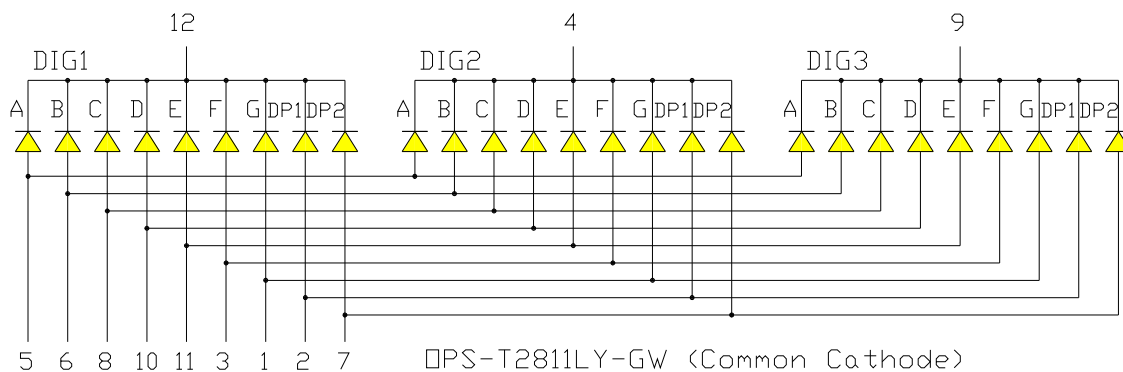 12 4 9
DIG1 DIG2 DIG3
A B C D E F G DP1 DP2 A B C D E F G DP1 DP2 A B C D E F G DP1 DP2
5 6 8 10 11 3 1 2 7 OPS-T2811LY-GW (Common Cathode)